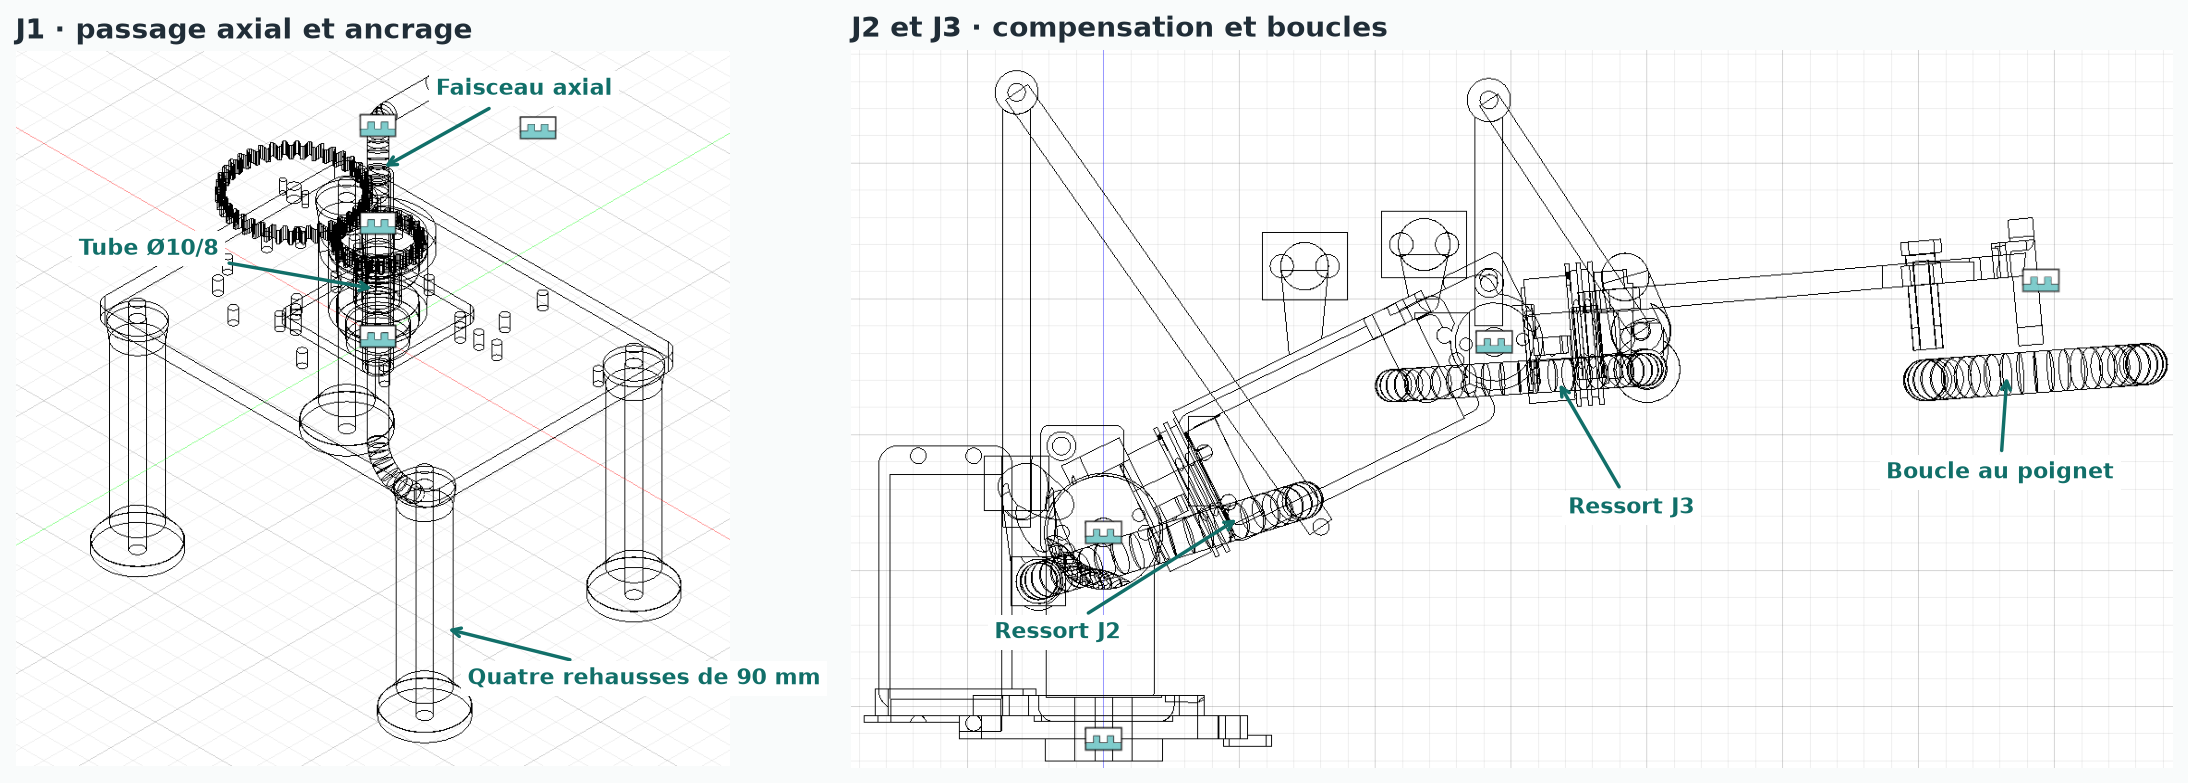 J1 · passage axial et ancrage
J2 et J3 · compensation et boucles
Faisceau axial
Tube Ø10/8
Quatre rehausses de 90 mm
Ressort J2
Ressort J3
Boucle au poignet